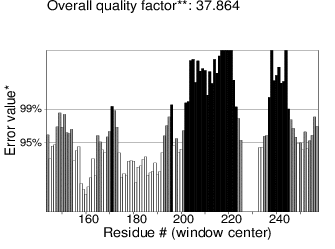 Overall quality factor**: 37.864
Error value*
99%
95%
160 180 200 220 240
Residue # (window center)